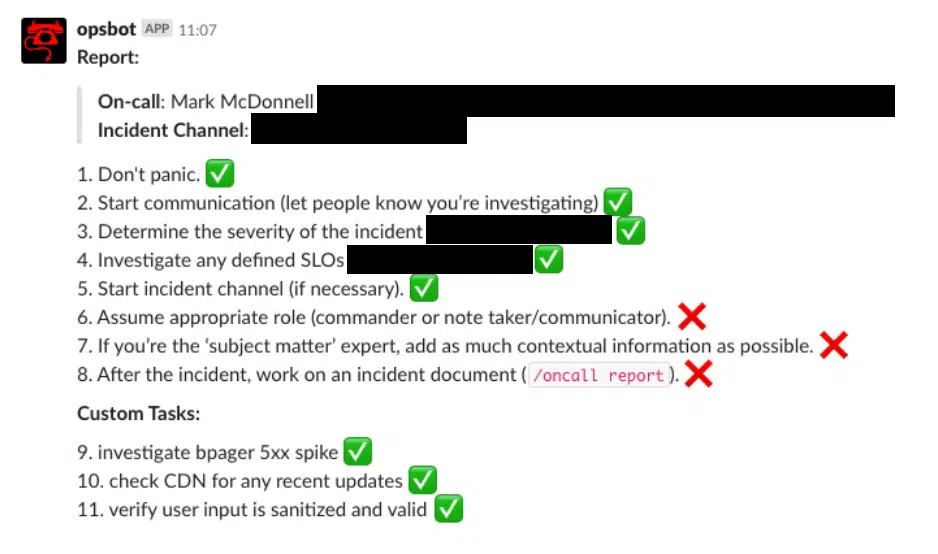 opsbot APP 11:07
Report:
On-call: Mark McDonnell
Incident Channel:
1. Don't panic. ✅
2. Start communication (let people know you’re investigating) ✅
3. Determine the severity of the incident ✅
4. Investigate any defined SLOs ✅
5. Start incident channel (if necessary). ✅
6. Assume appropriate role (commander or note taker/communicator). ❌
7. If you’re the ‘subject matter’ expert, add as much contextual information as possible. ❌
8. After the incident, work on an incident document ( /oncall report ). ❌
Custom Tasks:
9. investigate bpager 5xx spike ✅
10. check CDN for any recent updates ✅
11. verify user input is sanitized and valid ✅